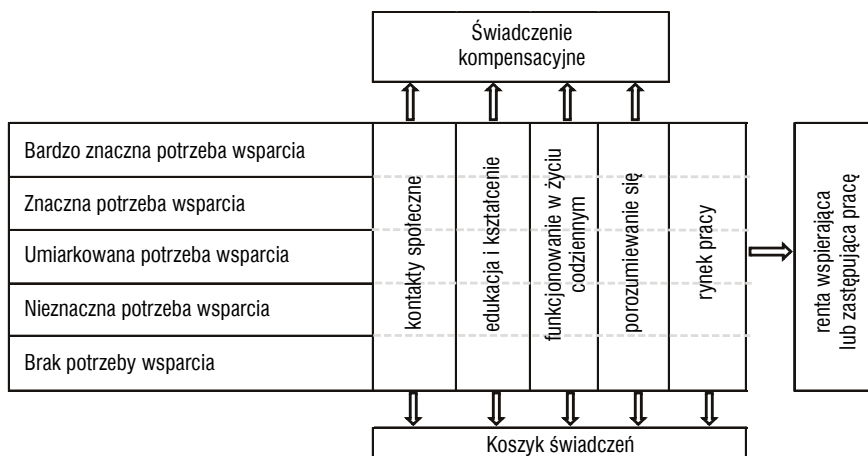 Świadczenie
kompensacyjne
Bardzo znaczna potrzeba wsparcia
Znaczna potrzeba wsparcia
Umiarkowana potrzeba wsparcia
Nieznaczna potrzeba wsparcia
Brak potrzeby wsparcia
kontakty społeczne
edukacja i kształcenie
funkcjonowanie w życiu
codziennym
porozumiewanie się
rynek pracy
renta wspierająca
lub zastępująca pracę
Koszyk świadczeń